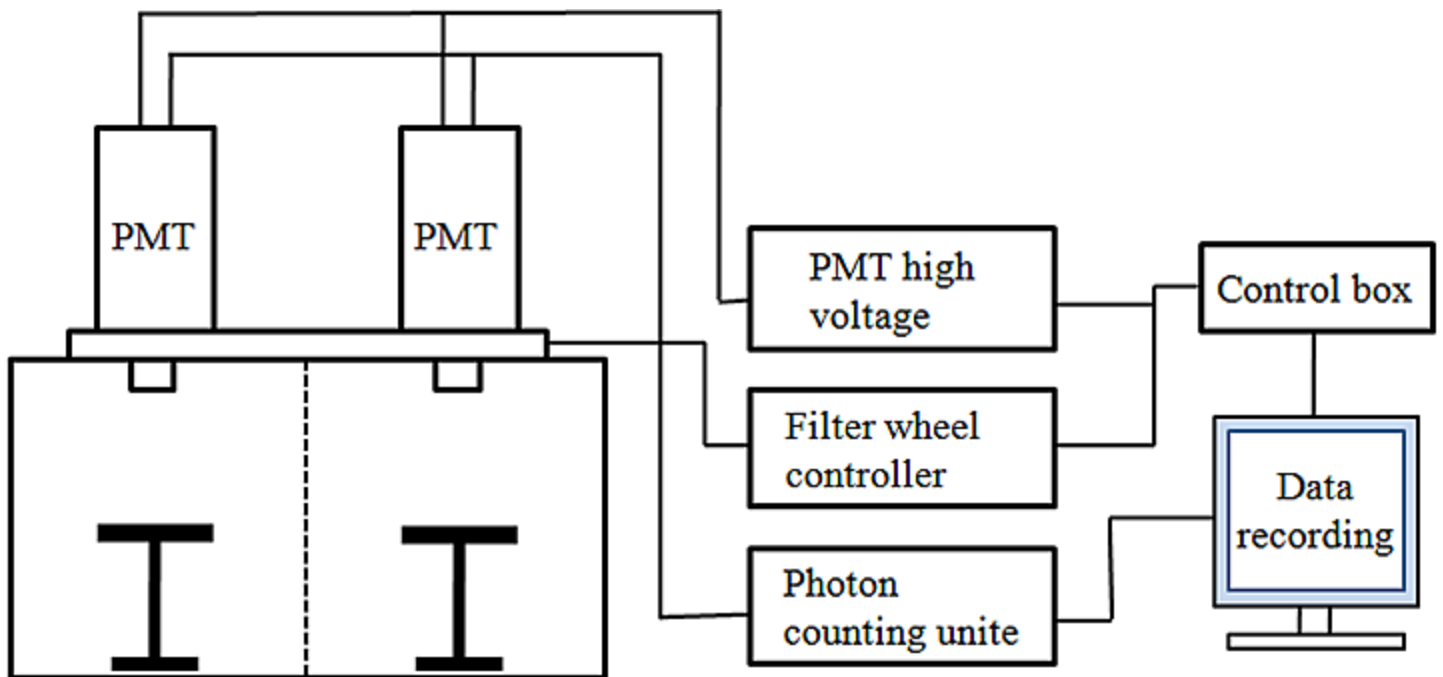 PMT
PMT
PMT high
voltage
Control box
Filter wheel
controller
Data
recording
Photon
counting unite